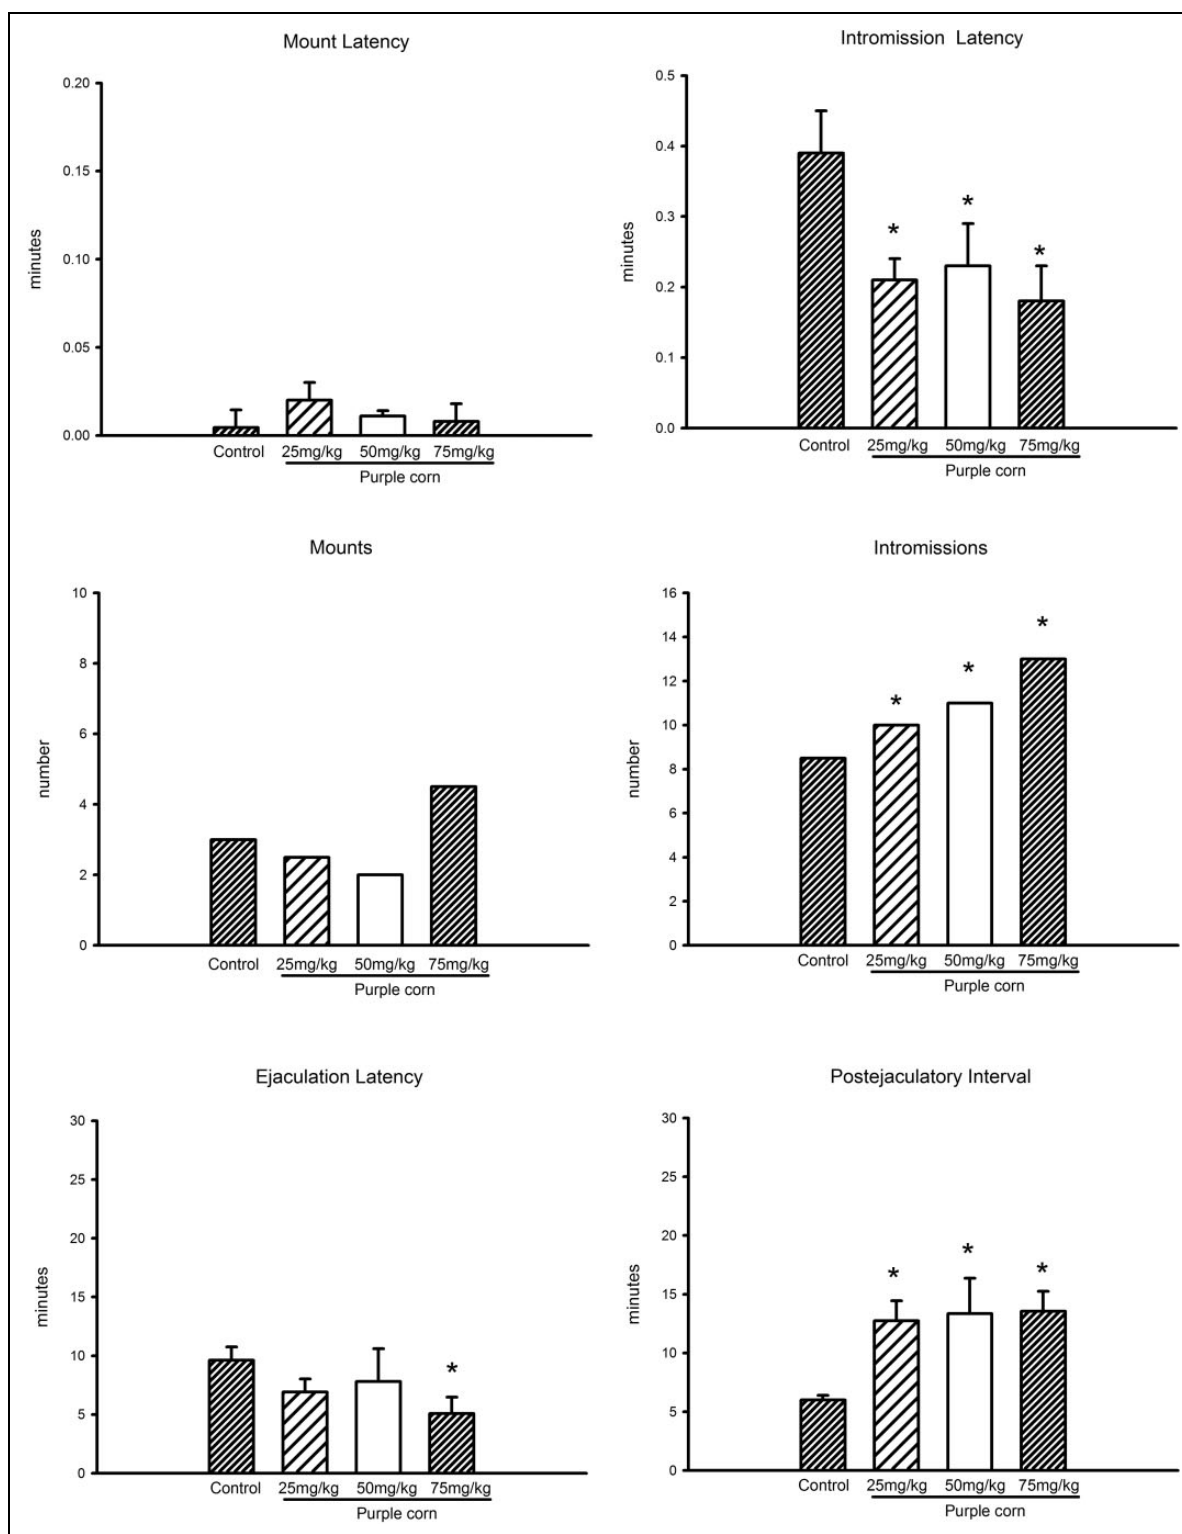 Mount Latency
minutes
0.20
0.15
0.10
0.05
0.00
Control 25mg/kg 50mg/kg 75mg/kg
Purple corn
Intromission Latency
minutes
0.5
0.4
0.3
0.2
0.1
0.0
*
*
*
Control 25mg/kg 50mg/kg 75mg/kg
Purple corn
Mounts
number
10
8
6
4
2
0
Control 25mg/kg 50mg/kg 75mg/kg
Purple corn
Intromissions
number
16
14
12
10
8
6
4
2
0
*
*
*
Control 25mg/kg 50mg/kg 75mg/kg
Purple corn
Ejaculation Latency
minutes
30
25
20
15
10
5
0
*
Control 25mg/kg 50mg/kg 75mg/kg
Purple corn
Postejaculatory Interval
minutes
30
25
20
15
10
5
0
*
*
*
Control 25mg/kg 50mg/kg 75mg/kg
Purple corn